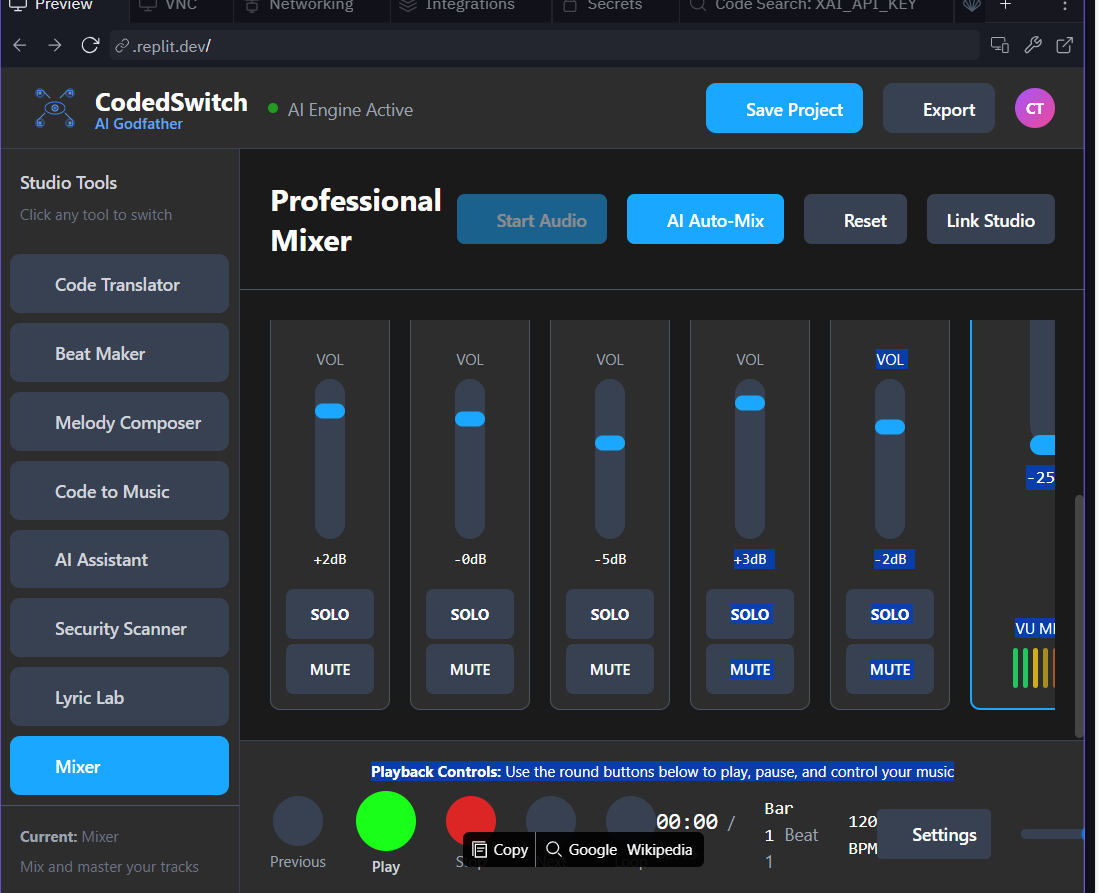 Preview VNC Networking Integrations Secrets Code Search: XAI_API_KEY
.replit.dev/
CodedSwitch
AI Godfather
AI Engine Active
Save Project
Export
CT
Studio Tools
Click any tool to switch
Code Translator
Beat Maker
Melody Composer
Code to Music
AI Assistant
Security Scanner
Lyric Lab
Mixer
Current: Mixer
Mix and master your tracks
Professional
Mixer
Start Audio
AI Auto-Mix
Reset
Link Studio
VOL VOL VOL VOL VOL
-25
+2dB -0dB -5dB +3dB -2dB
SOLO SOLO SOLO SOLO SOLO
VU
MUTE MUTE MUTE MUTE MUTE
Playback Controls: Use the round buttons below to play, pause, and control your music
Previous
Play
00:00 /
Bar
1 Beat
1
120
BPM
Settings
Copy Google Wikipedia